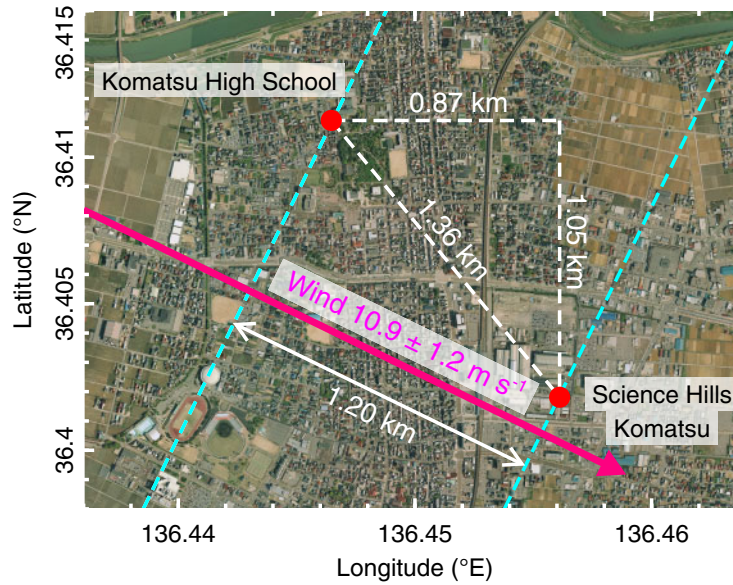 36.415
36.41
36.405
36.4
Latitude (°N)
Komatsu High School
0.87 km
1.05 km
1.36 km
Wind 10.9 ± 1.2 m s⁻¹
1.20 km
Science Hills
Komatsu
136.44
136.45
136.46
Longitude (°E)